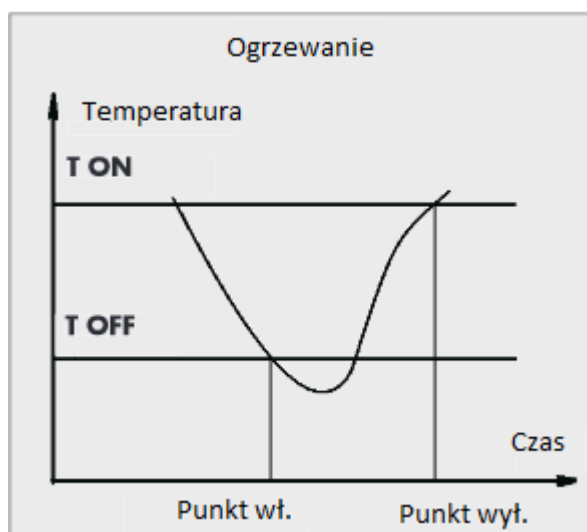 Ogrzewanie
Temperatura
T ON
T OFF
Czas
Punkt wł.
Punkt wył.